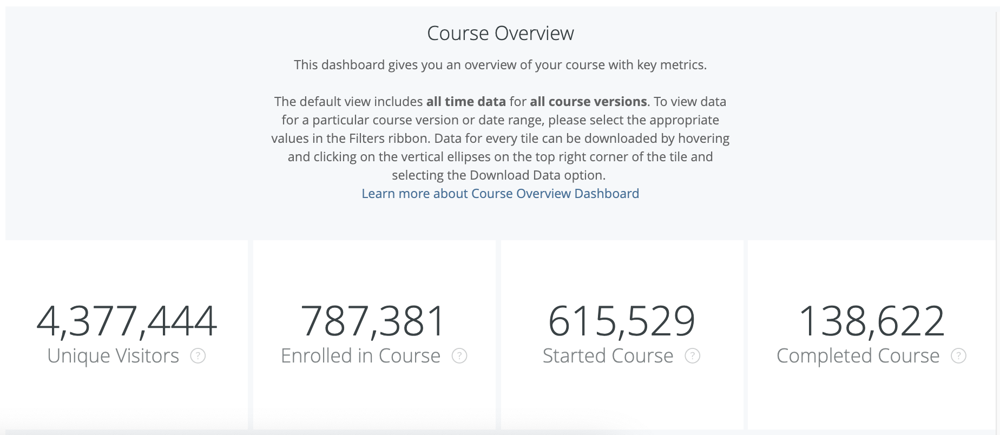 Course Overview
This dashboard gives you an overview of your course with key metrics.
The default view includes all time data for all course versions. To view data
for a particular course version or date range, please select the appropriate
values in the Filters ribbon. Data for every tile can be downloaded by hovering
and clicking on the vertical ellipses on the top right corner of the tile and
selecting the Download Data option.
Learn more about Course Overview Dashboard
4,377,444
Unique Visitors ?
787,381
Enrolled in Course ?
615,529
Started Course ?
138,622
Completed Course ?